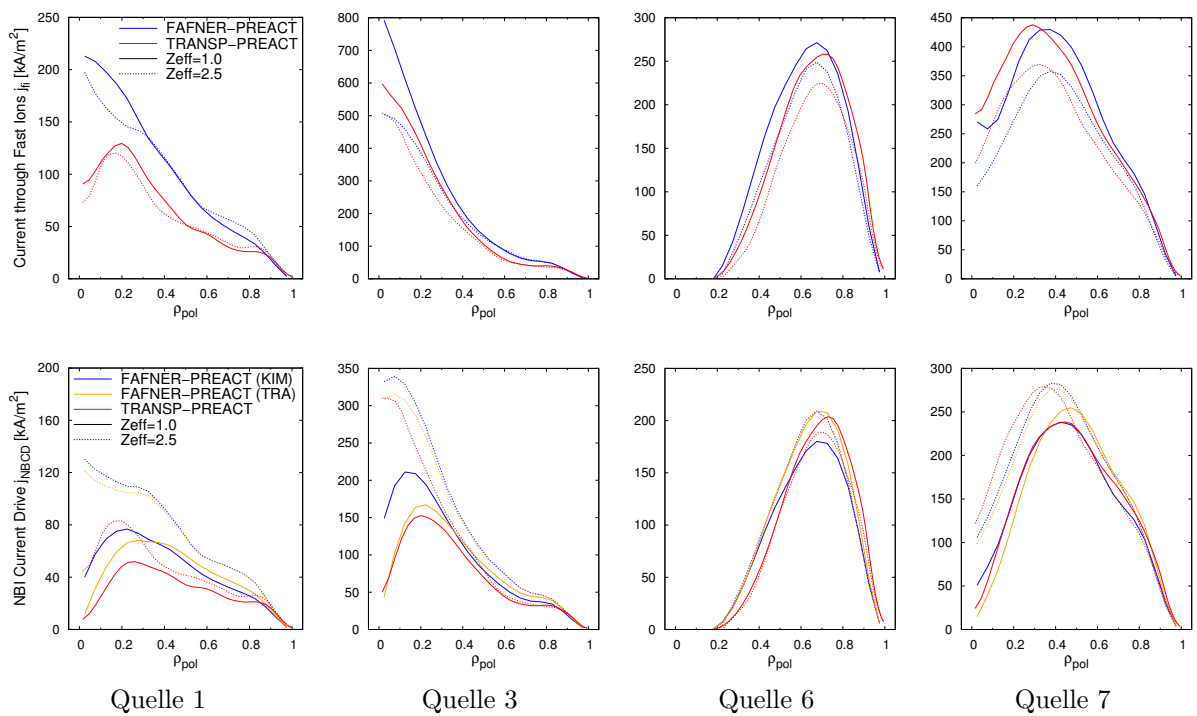 Current through Fast Ions j_fi [kA/m²]
250
200
150
100
50
0
FAFNER−PREACT
TRANSP−PREACT
Zeff=1.0
Zeff=2.5
0 0.2 0.4 0.6 0.8 1
ρ_pol
800
700
600
500
400
300
200
100
0
0 0.2 0.4 0.6 0.8 1
ρ_pol
300
250
200
150
100
50
0
0 0.2 0.4 0.6 0.8 1
ρ_pol
450
400
350
300
450
200
150
100
50
0
0 0.2 0.4 0.6 0.8 1
ρ_pol
NBI Current Drive j_NBCD [kA/m²]
200
160
120
80
40
0
FAFNER−PREACT (KIM)
FAFNER−PREACT (TRA)
TRANSP−PREACT
Zeff=1.0
Zeff=2.5
0 0.2 0.4 0.6 0.8 1
ρ_pol
350
300
250
200
150
100
50
0
0 0.2 0.4 0.6 0.8 1
ρ_pol
250
200
150
100
50
0
0 0.2 0.4 0.6 0.8 1
ρ_pol
300
250
200
150
100
50
0
0 0.2 0.4 0.6 0.8 1
ρ_pol
Quelle 1
Quelle 3
Quelle 6
Quelle 7